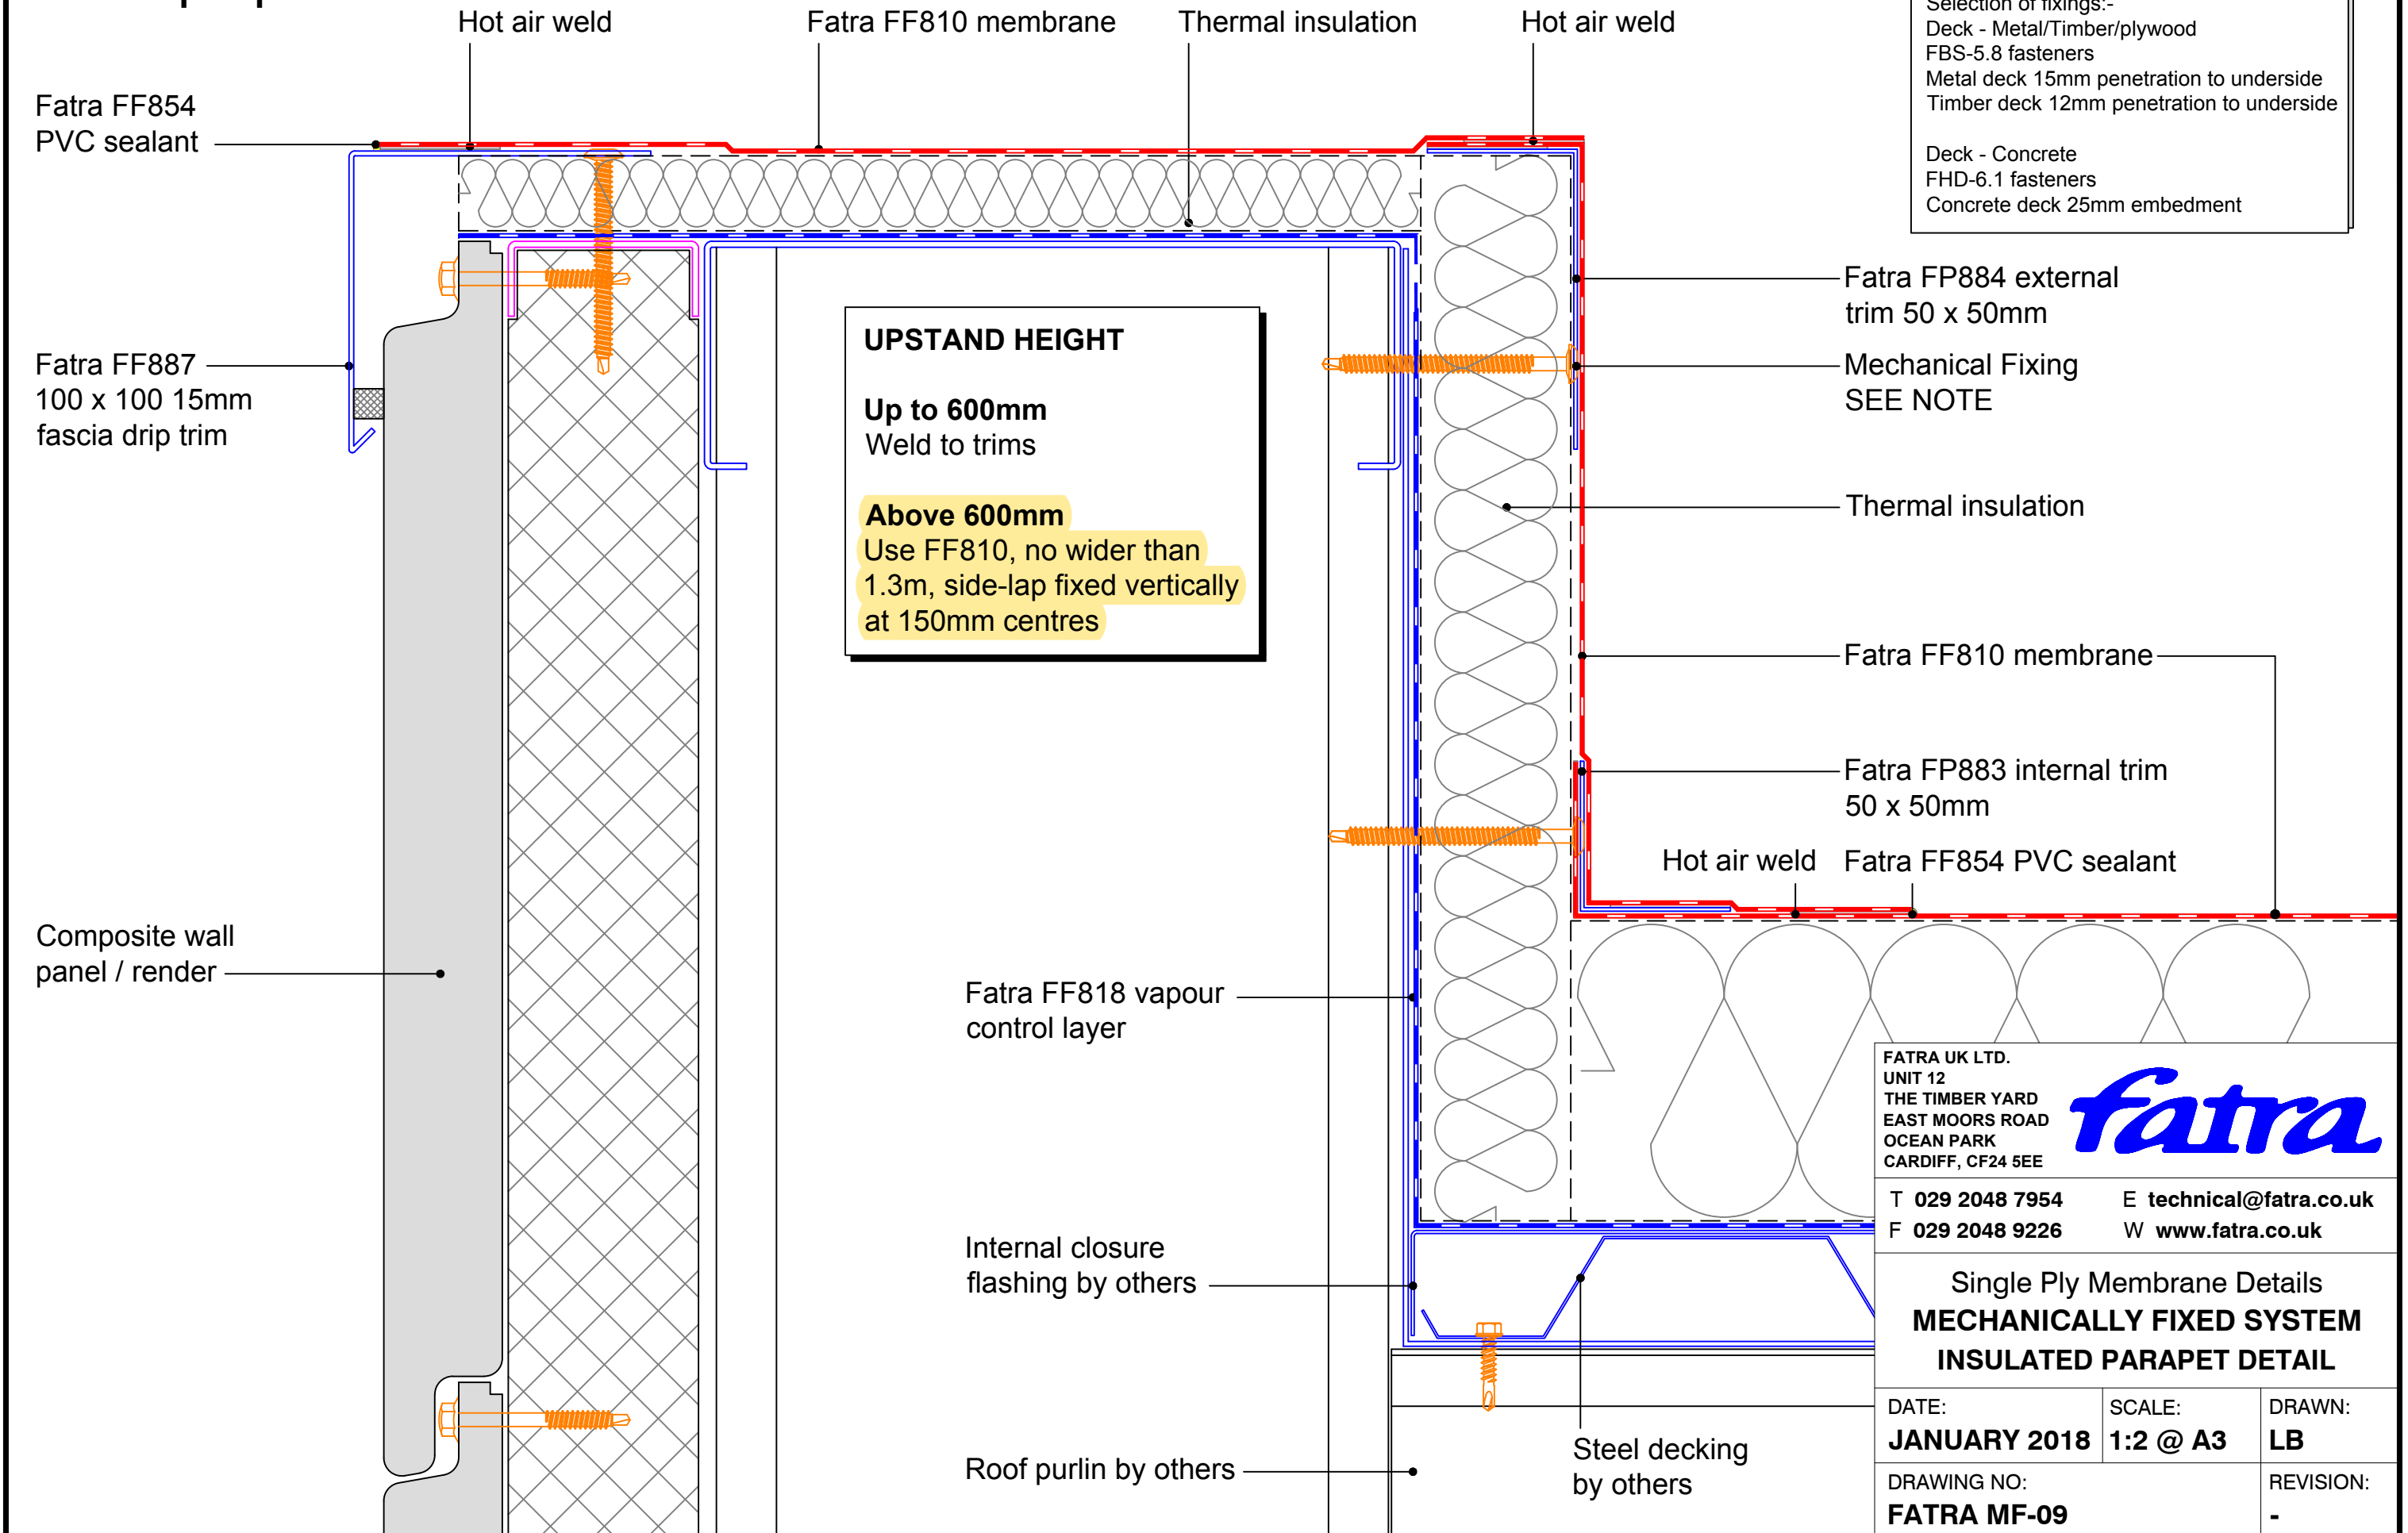 Hot air weld
Fatra FF810 membrane
Thermal insulation
Hot air weld
Selection of fixings:-
Deck - Metal/Timber/plywood
FBS-5.8 fasteners
Metal deck 15mm penetration to underside
Timber deck 12mm penetration to underside
Deck - Concrete
FHD-6.1 fasteners
Concrete deck 25mm embedment
Fatra FF854
PVC sealant
Fatra FF887
100 x 100 15mm
fascia drip trim
UPSTAND HEIGHT
Up to 600mm
Weld to trims
Above 600mm
Use FF810, no wider than
1.3m, side-lap fixed vertically
at 150mm centres
Fatra FP884 external
trim 50 x 50mm
Mechanical Fixing
SEE NOTE
Thermal insulation
Fatra FF810 membrane
Fatra FP883 internal trim
50 x 50mm
Hot air weld
Fatra FF854 PVC sealant
Composite wall
panel / render
Fatra FF818 vapour
control layer
Internal closure
flashing by others
Roof purlin by others
Steel decking
by others
FATRA UK LTD.
UNIT 12
THE TIMBER YARD
EAST MOORS ROAD
OCEAN PARK
CARDIFF, CF24 5EE
fatra
T 029 2048 7954
E technical@fatra.co.uk
F 029 2048 9226
W www.fatra.co.uk
Single Ply Membrane Details
MECHANICALLY FIXED SYSTEM
INSULATED PARAPET DETAIL
DATE:
JANUARY 2018
SCALE:
1:2 @ A3
DRAWN:
LB
DRAWING NO:
FATRA MF-09
REVISION:
-